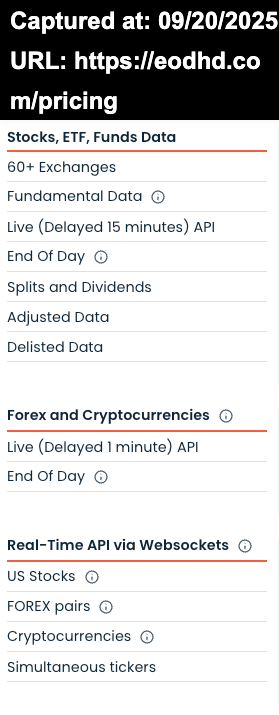 Captured at: 09/20/2025
URL: https://eodhd.co
m/pricing
Stocks, ETF, Funds Data
60+ Exchanges
Fundamental Data
Live (Delayed 15 minutes) API
End Of Day
Splits and Dividends
Adjusted Data
Delisted Data
Forex and Cryptocurrencies
Live (Delayed 1 minute) API
End Of Day
Real-Time API via Websockets
US Stocks
FOREX pairs
Cryptocurrencies
Simultaneous tickers